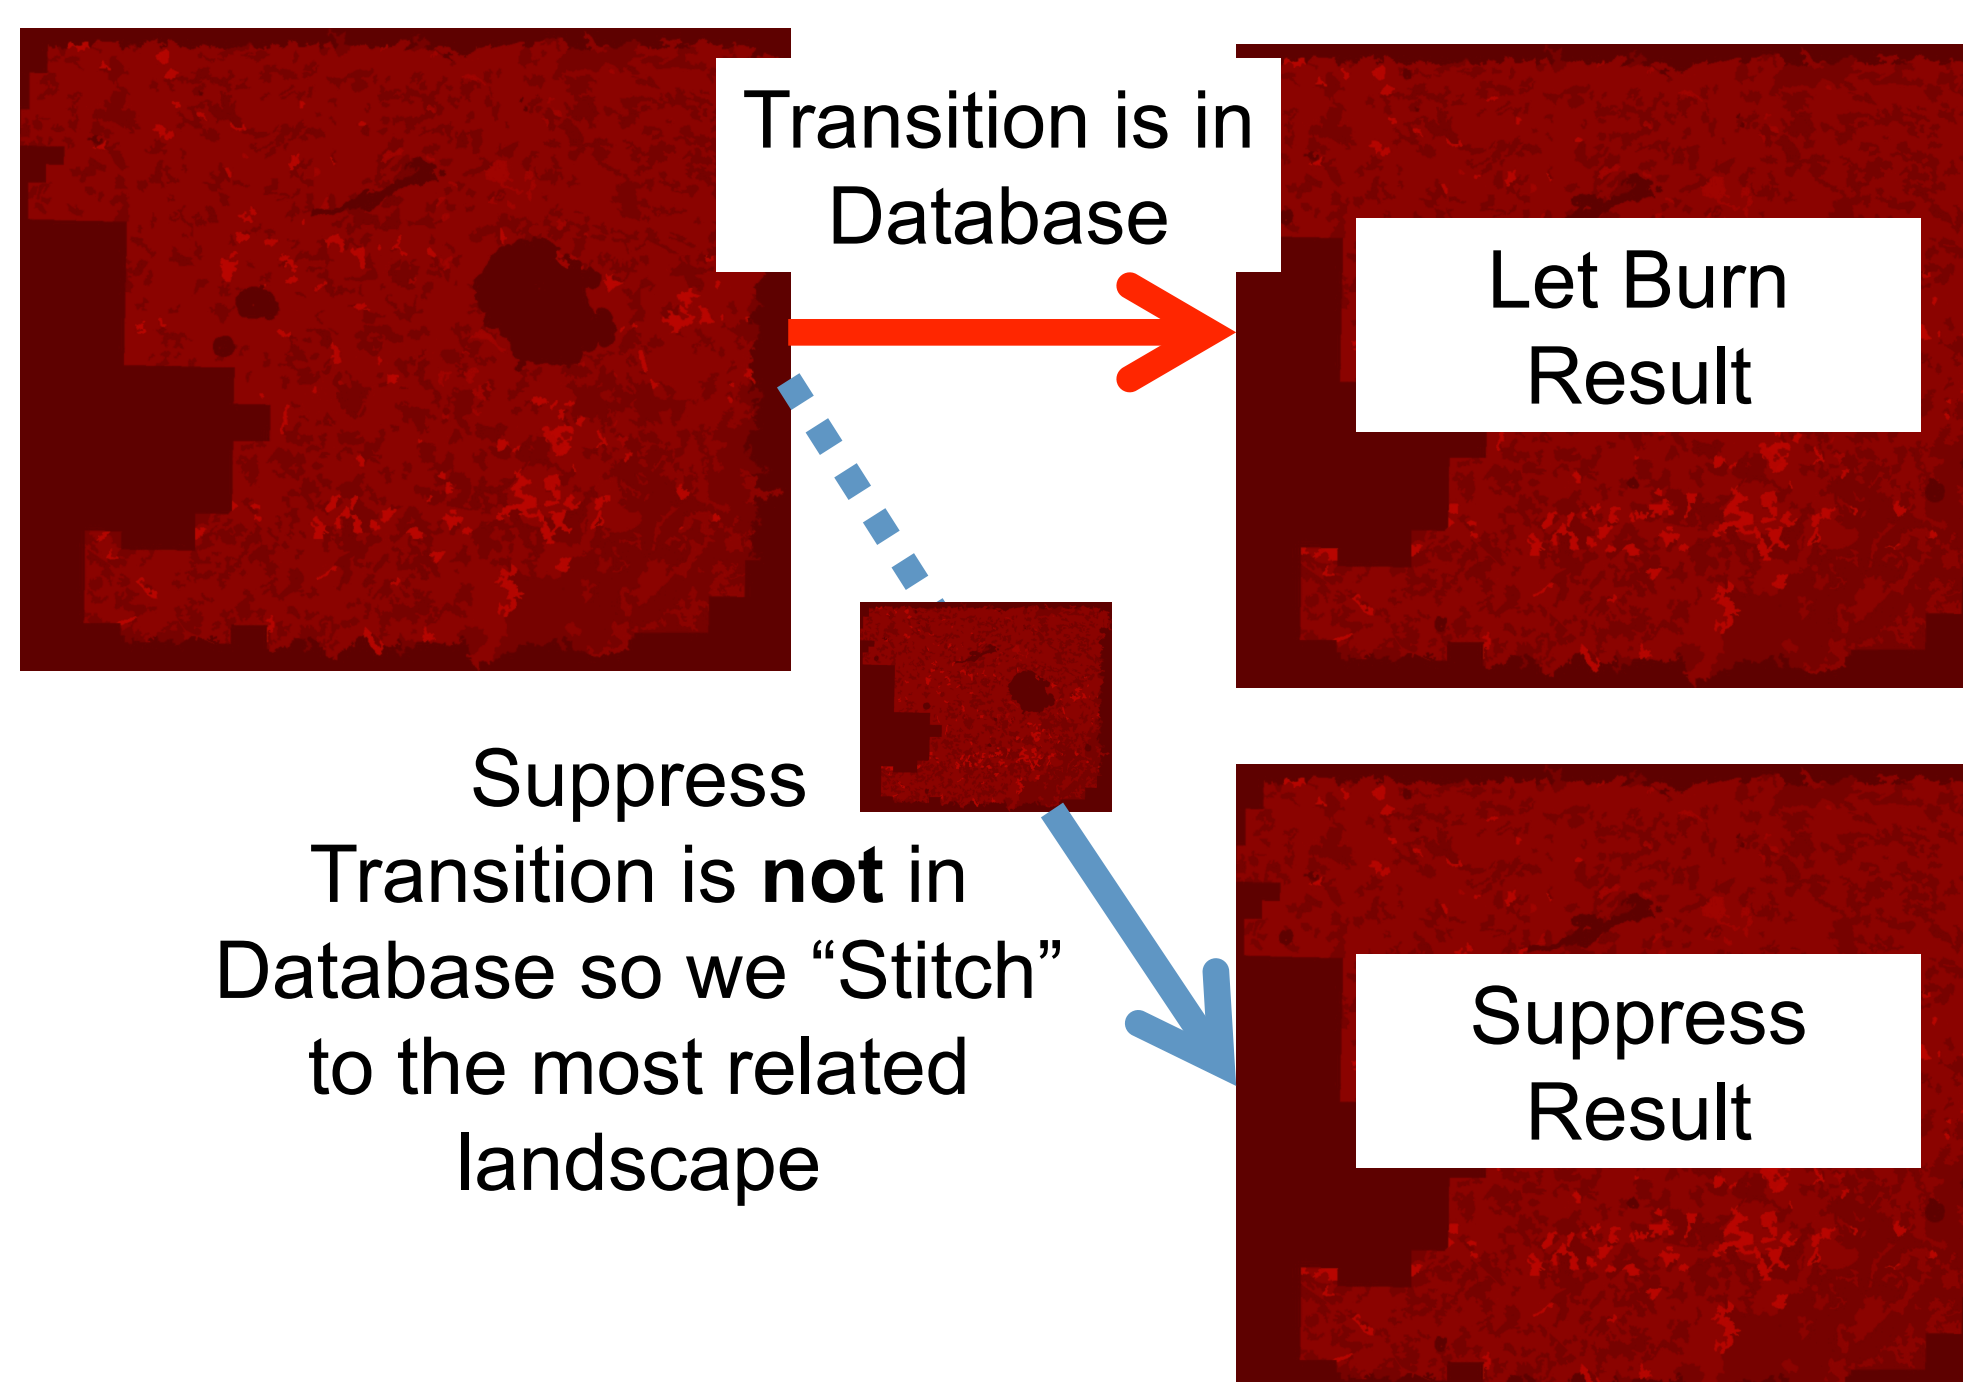 Transition is in
Database
Let Burn
Result
Suppress
Transition is not in
Database so we “Stitch”
to the most related
landscape
Suppress
Result